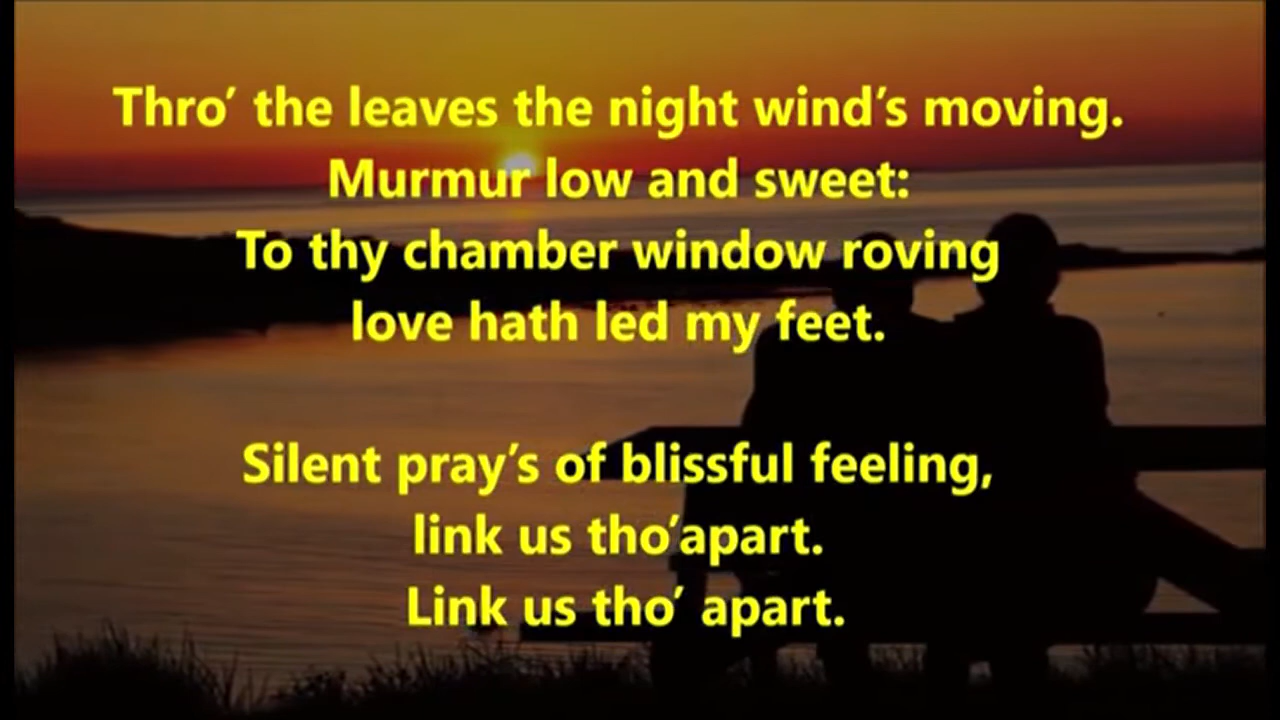 Thro’ the leaves the night wind’s moving.
Murmur low and sweet:
To thy chamber window roving
love hath led my feet.
Silent pray’s of blissful feeling,
link us tho’apart.
Link us tho’ apart.